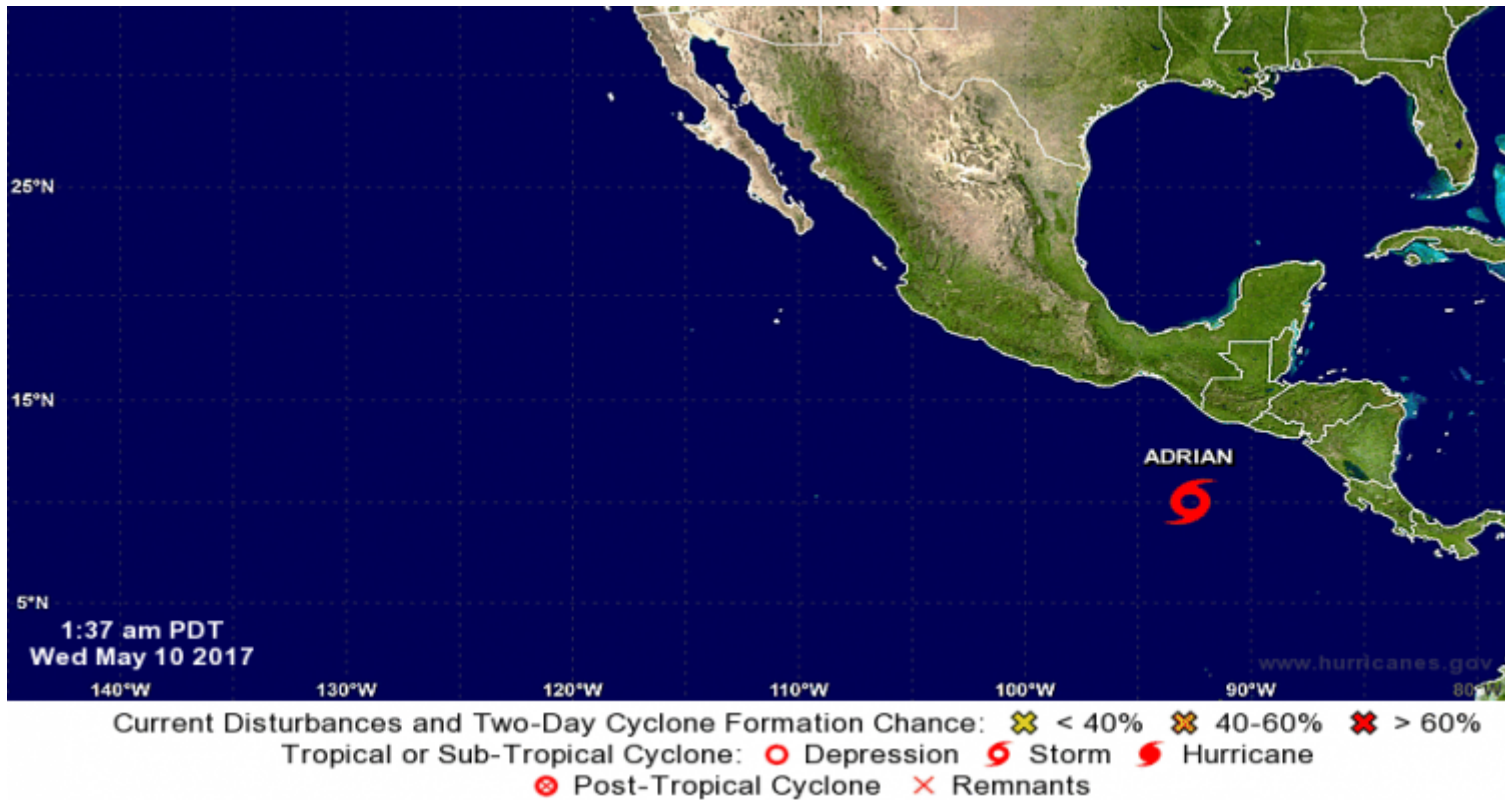 25°N
15°N
ADRIAN
5°N
1:37 am PDT
Wed May 10 2017
www.hurricanes.gov
140°W 130°W 120°W 110°W 100°W 90°W 80°W
Current Disturbances and Two-Day Cyclone Formation Chance: < 40% 40-60% > 60%
Tropical or Sub-Tropical Cyclone: Depression Storm Hurricane
Post-Tropical Cyclone Remnants